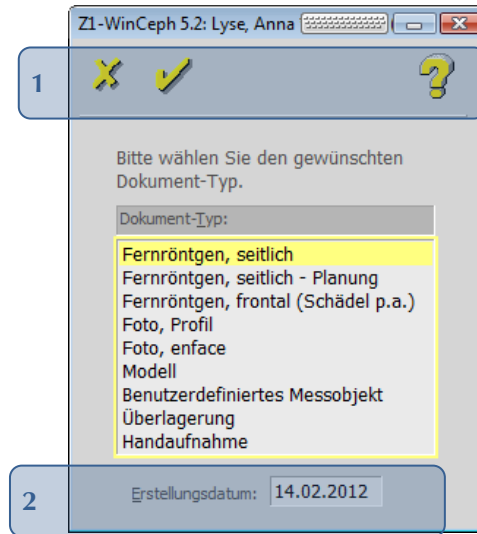 Z1-WinCeph 5.2: Lyse, Anna
1
Bitte wählen Sie den gewünschten
Dokument-Typ.
Dokument-Typ:
Fernröntgen, seitlich
Fernröntgen, seitlich - Planung
Fernröntgen, frontal (Schädel p.a.)
Foto, Profil
Foto, enface
Modell
Benutzerdefiniertes Messobjekt
Überlagerung
Handaufnahme
2
Erstellungsdatum: 14.02.2012